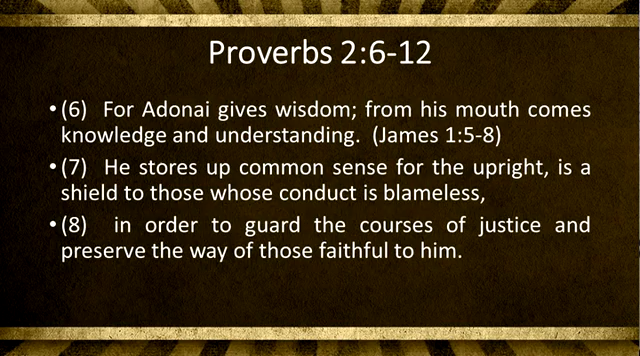 Proverbs 2:6-12
• (6) For Adonai gives wisdom; from his mouth comes
knowledge and understanding. (James 1:5-8)
• (7) He stores up common sense for the upright, is a
shield to those whose conduct is blameless,
• (8) in order to guard the courses of justice and
preserve the way of those faithful to him.